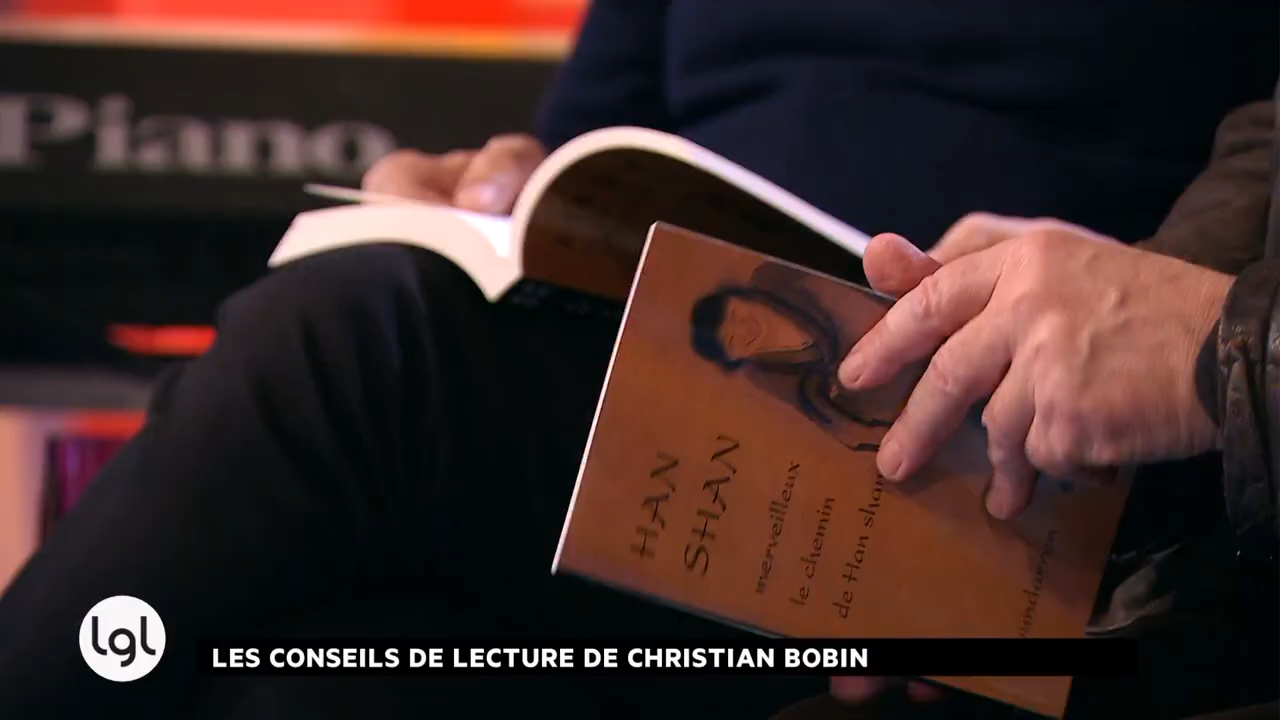 Piano
HAN
SHAN
merveilleux
le chemin
de Han shan
lgl
LES CONSEILS DE LECTURE DE CHRISTIAN BOBIN